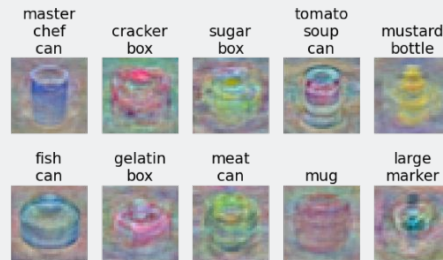 master
chef
can
cracker
box
sugar
box
tomato
soup
can
mustard
bottle
fish
can
gelatin
box
meat
can
mug
large
marker